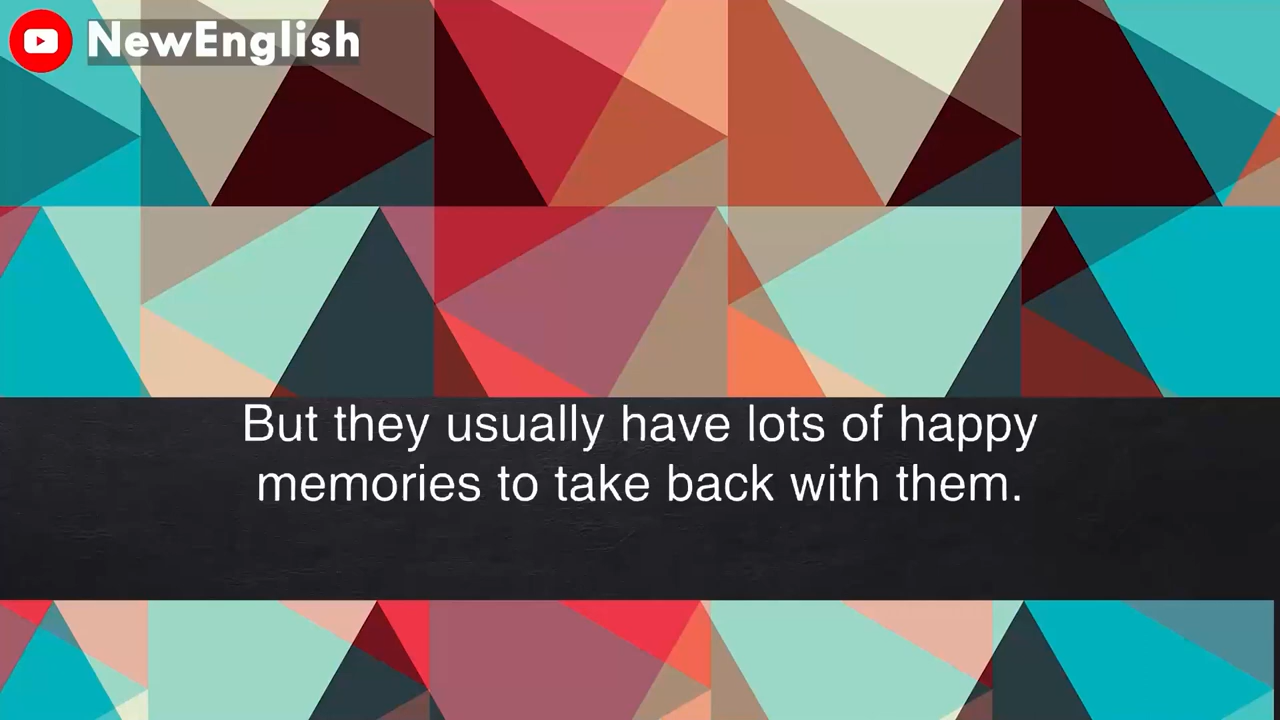 NewEnglish
But they usually have lots of happy
memories to take back with them.